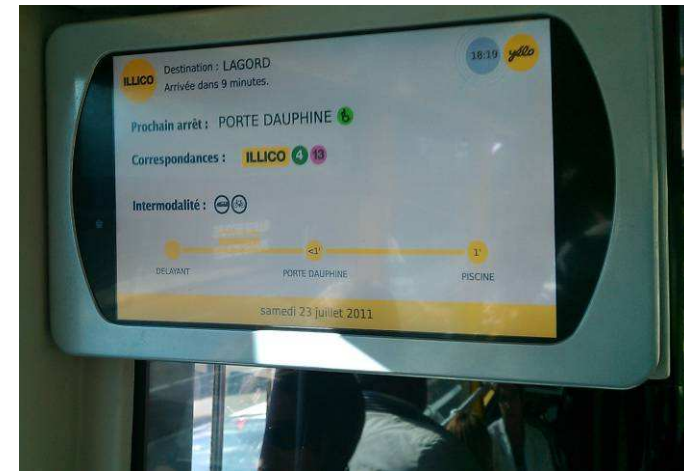 ILLICO
Destination : LAGORD
Arrivée dans 9 minutes.
18:19
yélo
Prochain arrêt : PORTE DAUPHINE
Correspondances : ILLICO 4 13
Intermodalité :
<1' 1'
DELAYANT PORTE DAUPHINE PISCINE
samedi 23 juillet 2011